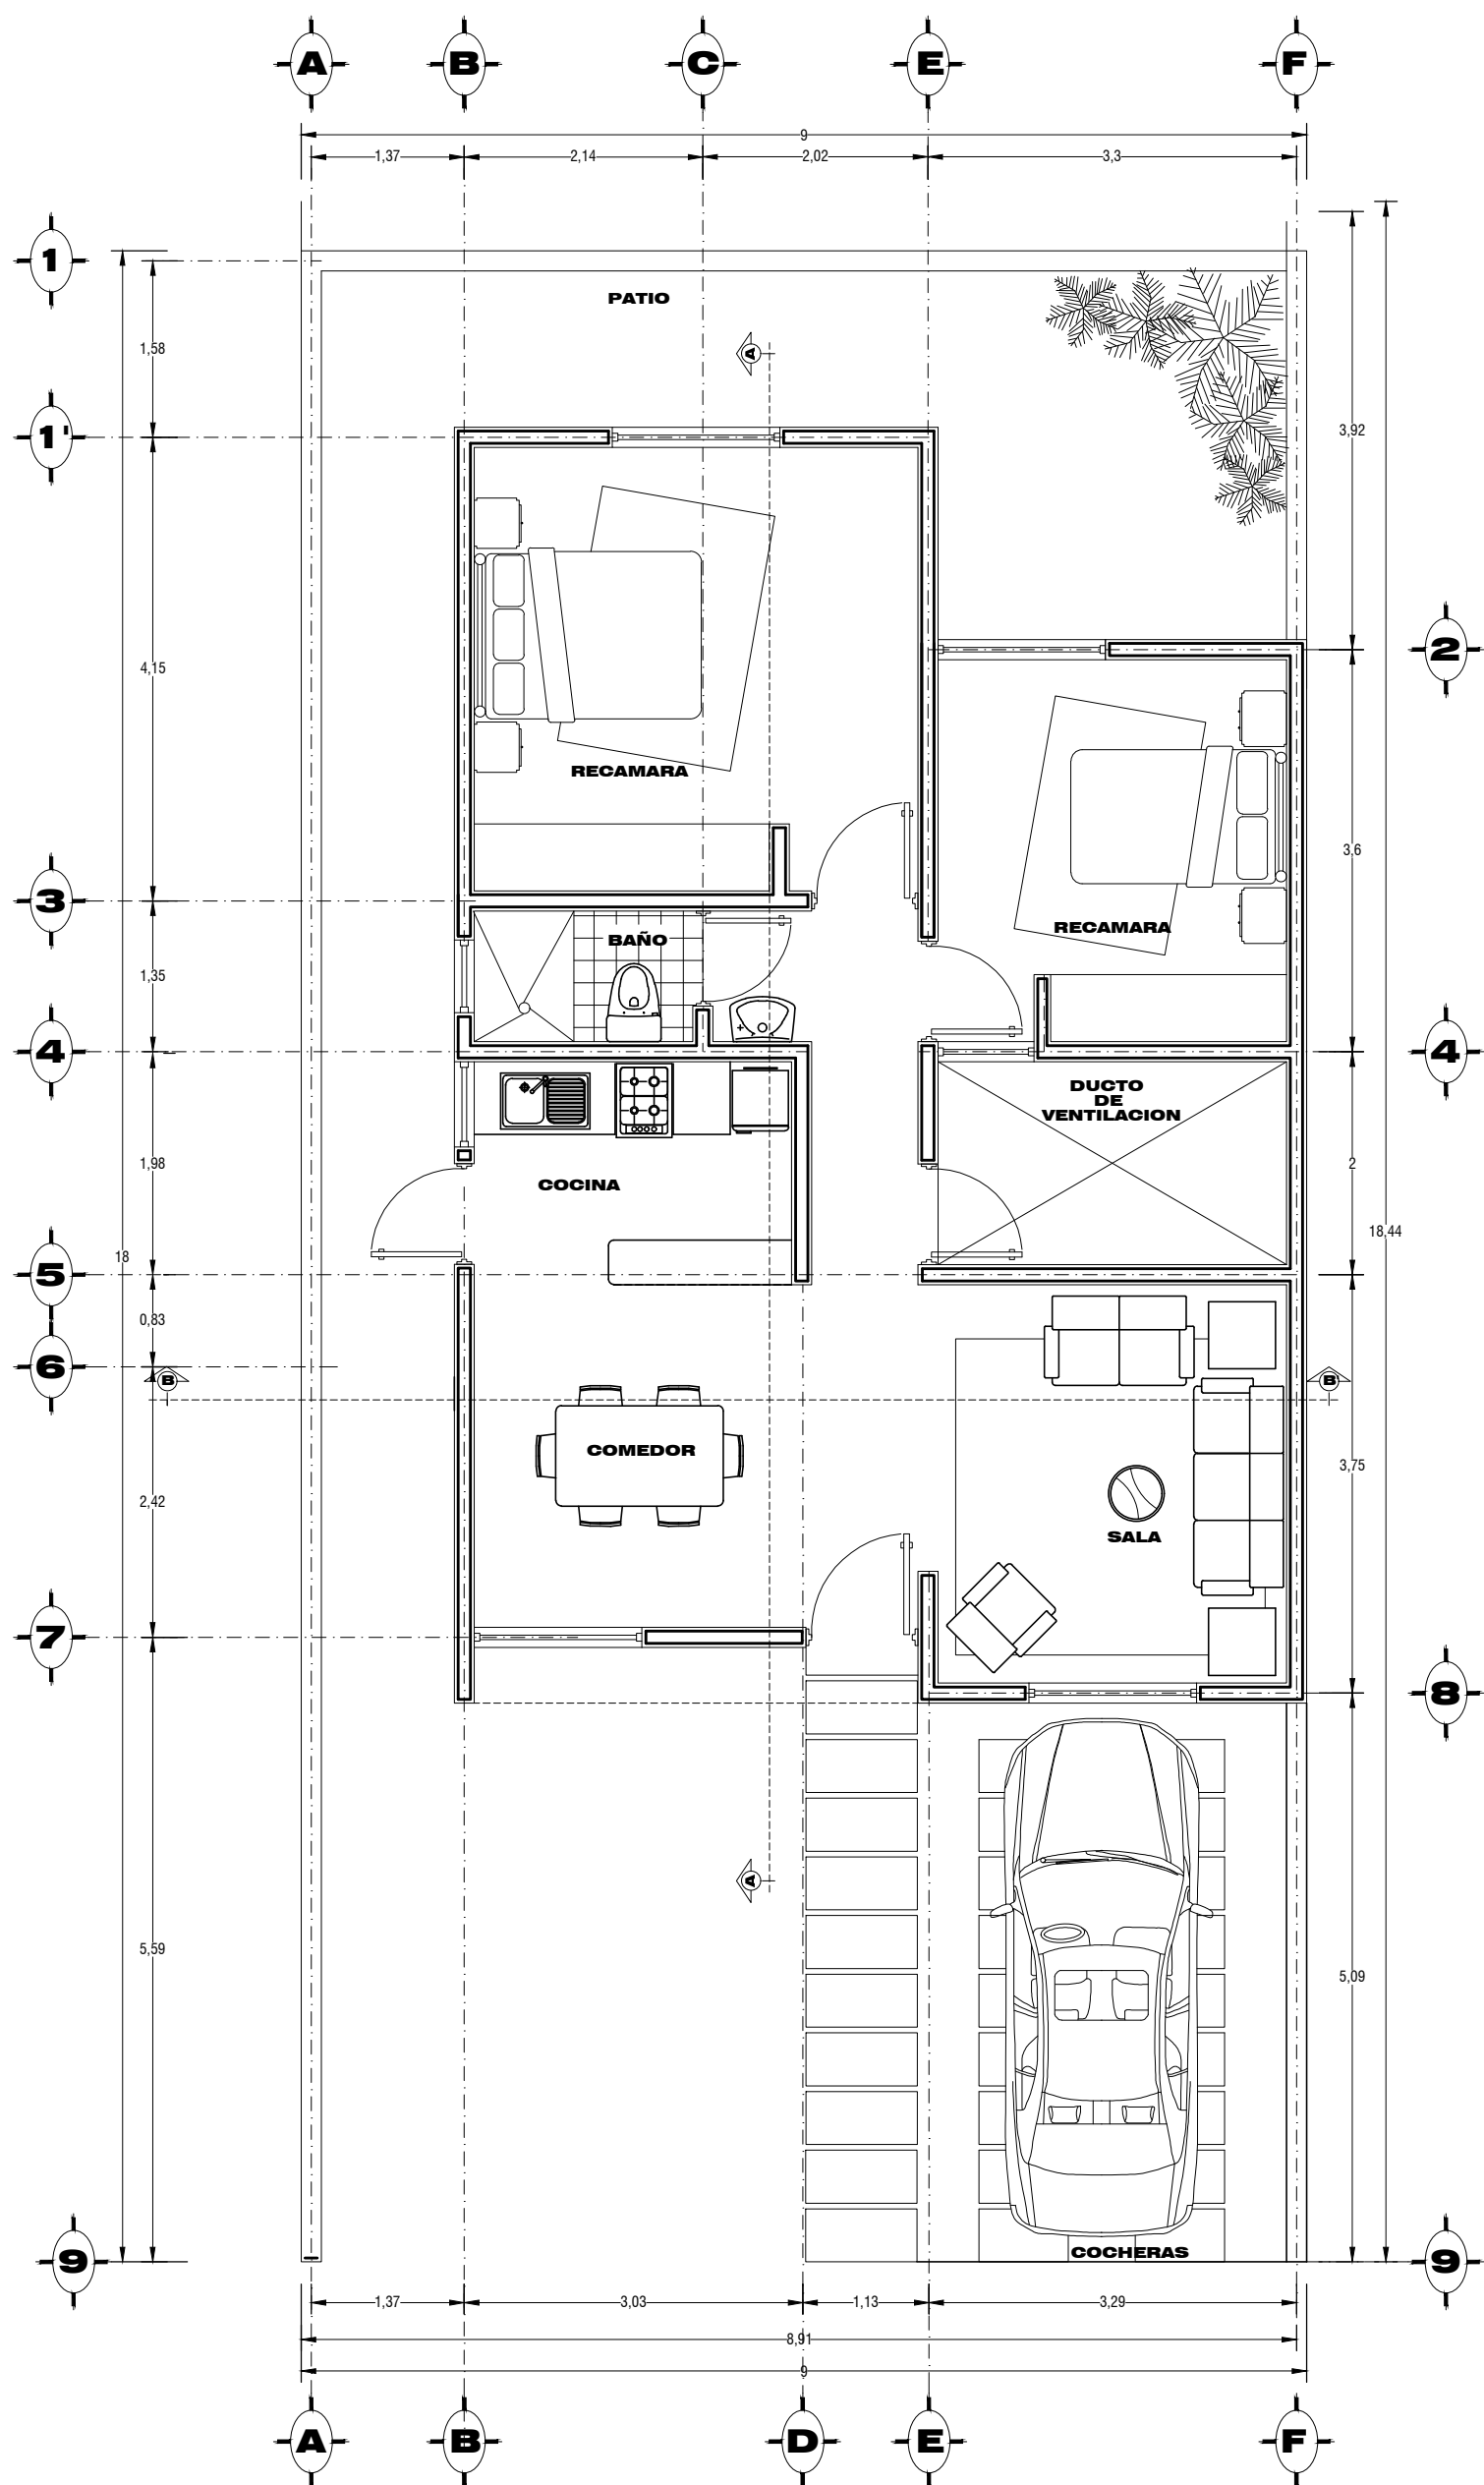 A B C E F
9
1,37 2,14 2,02 3,3
1
PATIO
A
1,58
1'
3,92
2
4,15
RECAMARA
3,6
RECAMARA
3
BAÑO
1,35
4
4
DUCTO
DE
VENTILACION
COCINA
1,98
2
18
18,44
5
0,83
6
B
B'
COMEDOR
3,75
2,42
SALA
7
8
A
5,59
5,09
COCHERAS
9
9
1,37 3,03 1,13 3,29
8,91
9
A B D E F